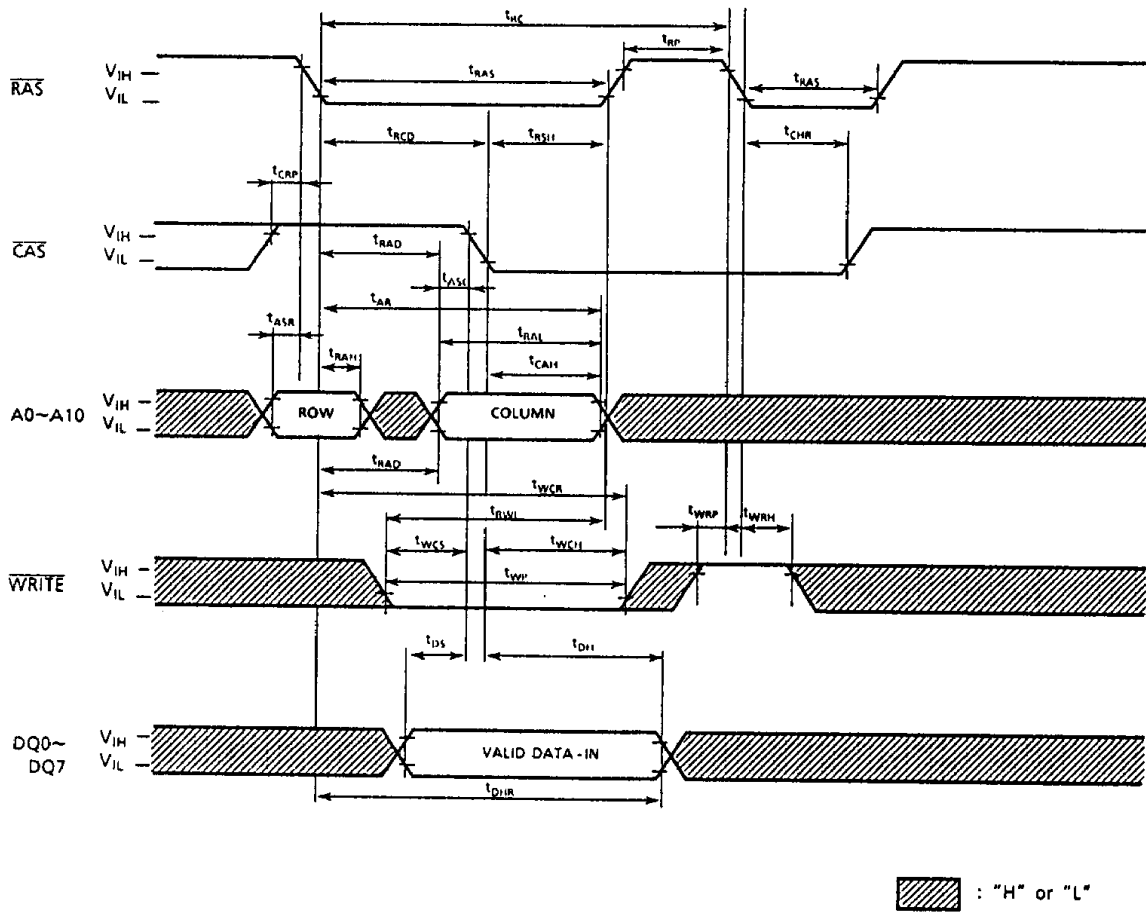 tRC
tRP
RAS
VIH
VIL
tRAS
tRAS
tRCD
tRSH
tCHR
tCRP
CAS
VIH
VIL
tRAD
tASC
tAR
tASR
tRAL
tRAH
tCAH
A0~A10
VIH
VIL
ROW
COLUMN
tRAD
tWCR
tRWL
tWRP
tWRH
tWCS
tWCH
WRITE
VIH
VIL
tWP
tDS
tDH
DQ0~
DQ7
VIH
VIL
VALID DATA-IN
tDHR
: "H" or "L"